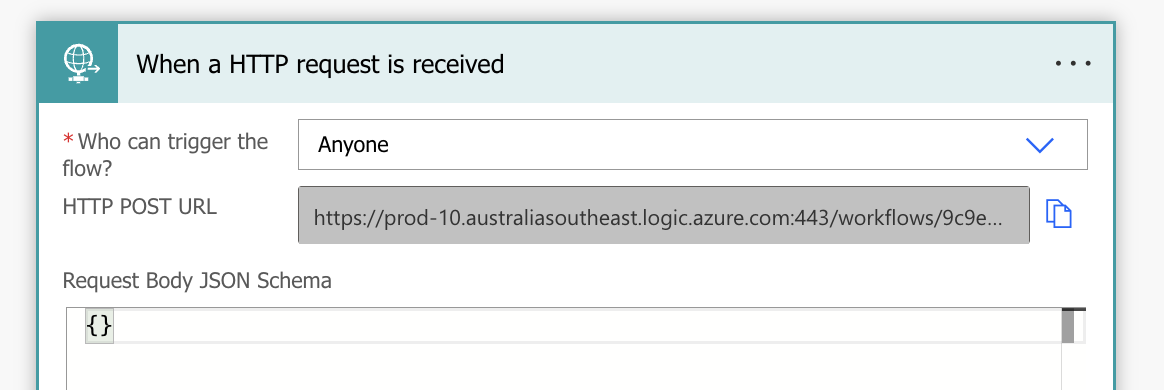 When a HTTP request is received
* Who can trigger the
flow?
Anyone
HTTP POST URL
https://prod-10.australiasoutheast.logic.azure.com:443/workflows/9c9e...
Request Body JSON Schema
{}